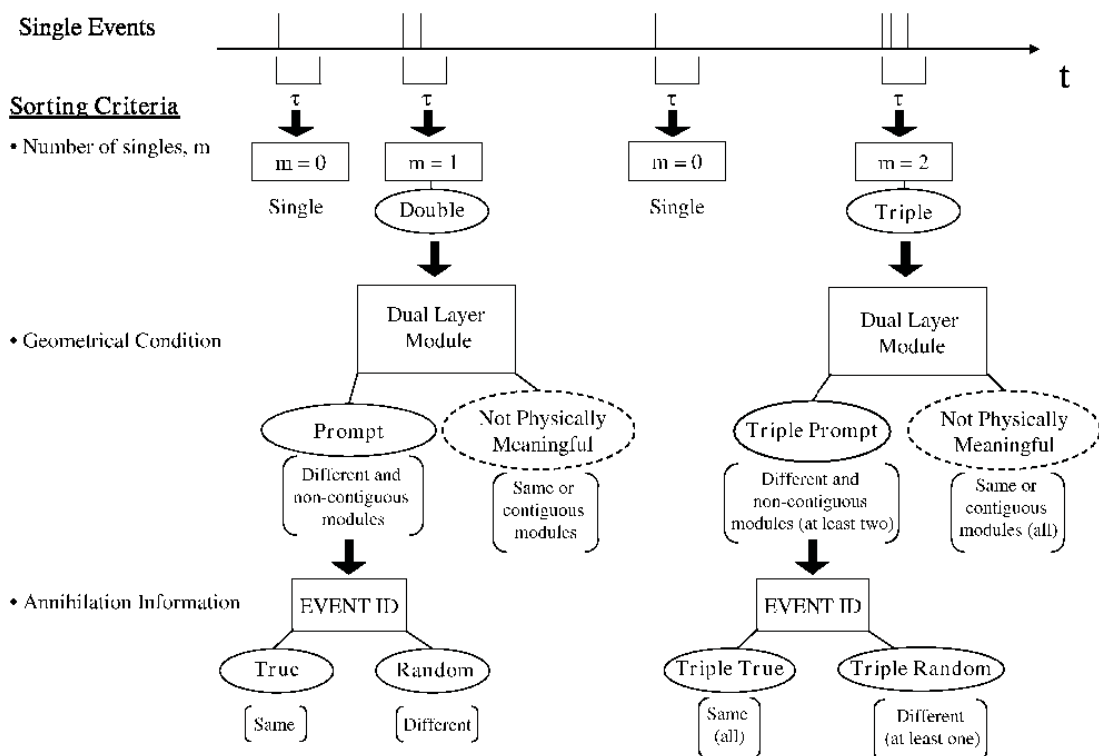 Single Events
t
τ τ τ τ
Sorting Criteria
• Number of singles, m
m = 0 m = 1 m = 0 m = 2
Single Double Single Triple
• Geometrical Condition
Dual Layer
Module
Dual Layer
Module
Prompt
Not Physically
Meaningful
Triple Prompt
Not Physically
Meaningful
Different and
non-contiguous
modules
Same or
contiguous
modules
Different and
non-contiguous
modules (at least two)
Same or
contiguous
modules (all)
• Annihilation Information
EVENT ID EVENT ID
True Random Triple True Triple Random
Same Different
Same
(all)
Different
(at least one)